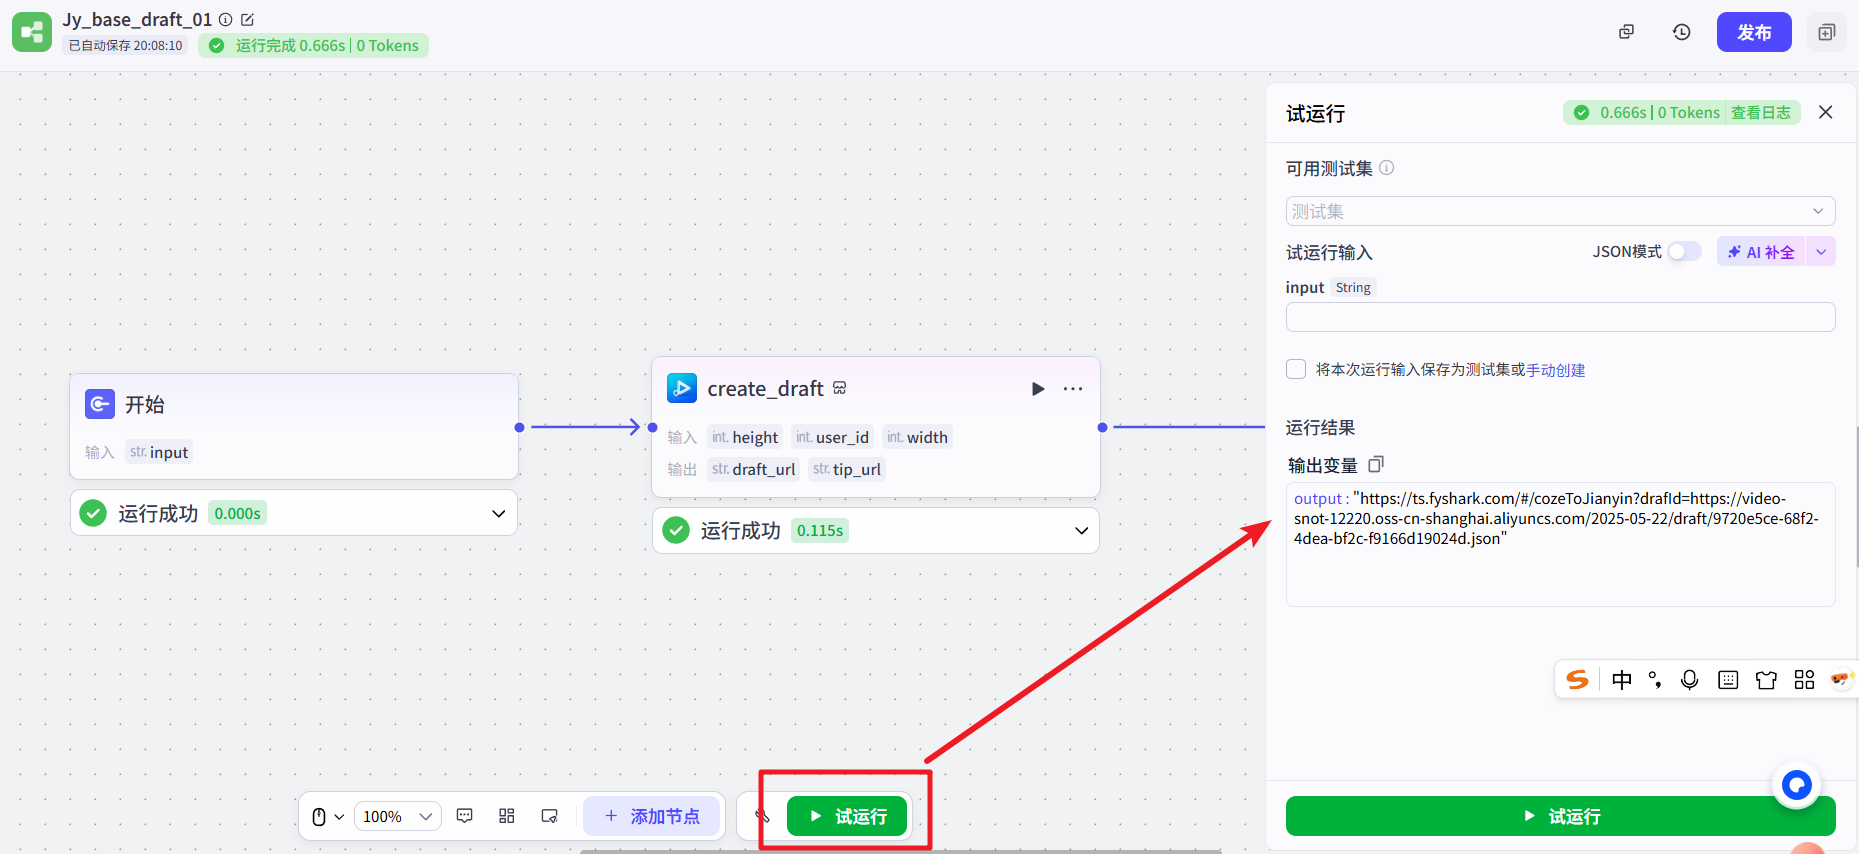 Jy_base_draft_01
已自动保存 20:08:10
运行完成 0.666s | 0 Tokens
发布
开始
输入 str. input
运行成功 0.000s
create_draft
输入 int. height int. user_id int. width
输出 str. draft_url str. tip_url
运行成功 0.115s
100%
添加节点
试运行
试运行
0.666s | 0 Tokens 查看日志
可用测试集
测试集
试运行输入
JSON模式
AI 补全
input String
将本次运行输入保存为测试集或手动创建
运行结果
输出变量
output : "https://ts.fyshark.com/#/cozeToJianyin?drafId=https://video-
snot-12220.oss-cn-shanghai.aliyuncs.com/2025-05-22/draft/9720e5ce-68f2-
4dea-bf2c-f9166d19024d.json"
S 中
试运行